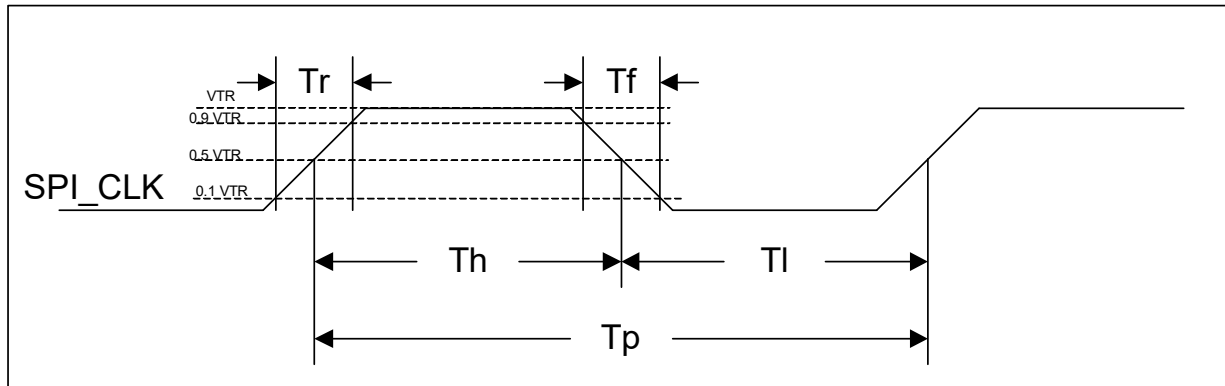 Tr
Tf
VTR
0.9 VTR
0.5 VTR
SPI_CLK
0.1 VTR
Th
Tl
Tp